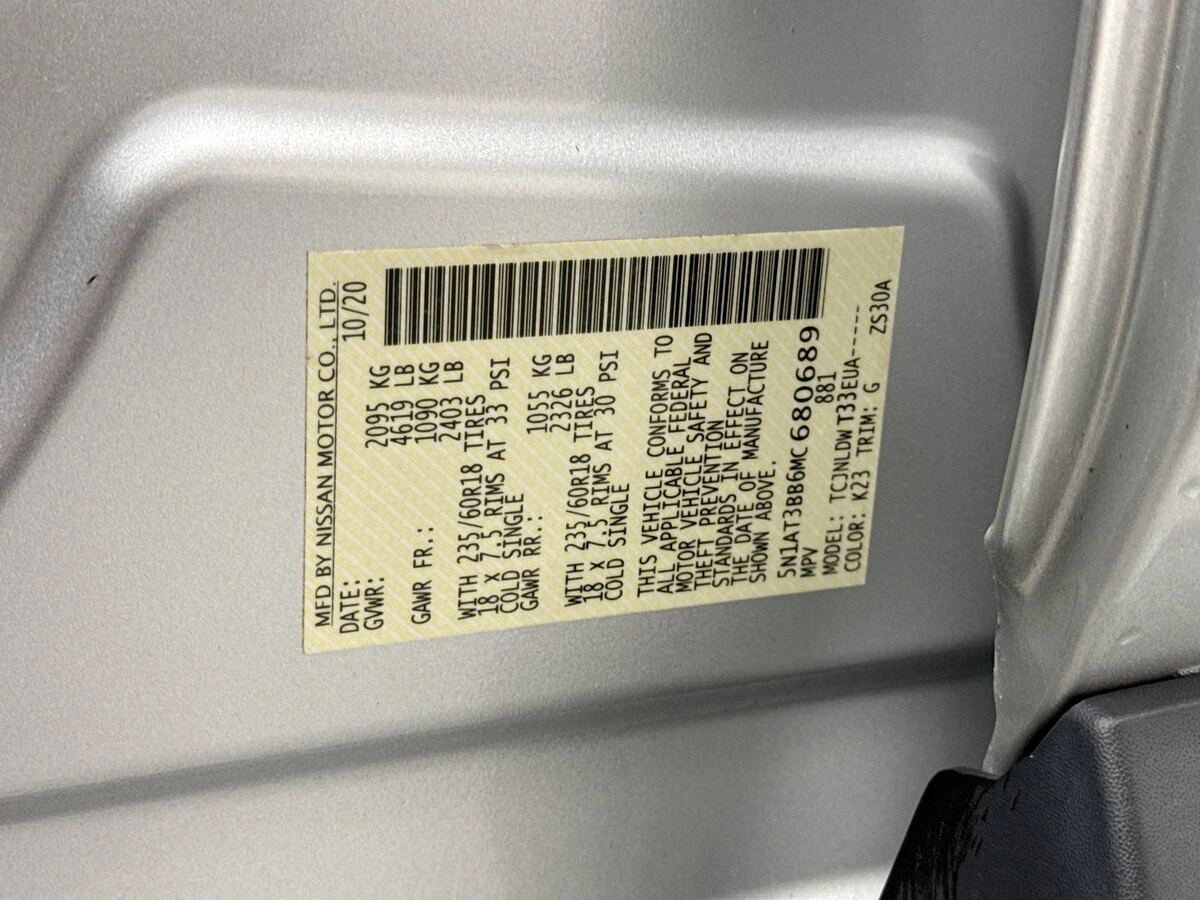 MFD BY NISSAN MOTOR CO., LTD.
DATE: 10/20
GVWR: 2095 KG
4619 LB
GAWR FR.: 1090 KG
2403 LB
WITH 235/60R18 TIRES
18 X 7.5 RIMS AT 33 PSI
COLD SINGLE
GAWR RR.: 1055 KG
2326 LB
WITH 235/60R18 TIRES
18 X 7.5 RIMS AT 30 PSI
COLD SINGLE
THIS VEHICLE CONFORMS TO
ALL APPLICABLE FEDERAL
MOTOR VEHICLE SAFETY AND
THEFT PREVENTION
STANDARDS IN EFFECT ON
THE DATE OF MANUFACTURE
SHOWN ABOVE.
5N1AT3BB6MC680689
MPV 881
MODEL: TCJNLDWT33EUA-----
COLOR: K23 TRIM: G ZS30A